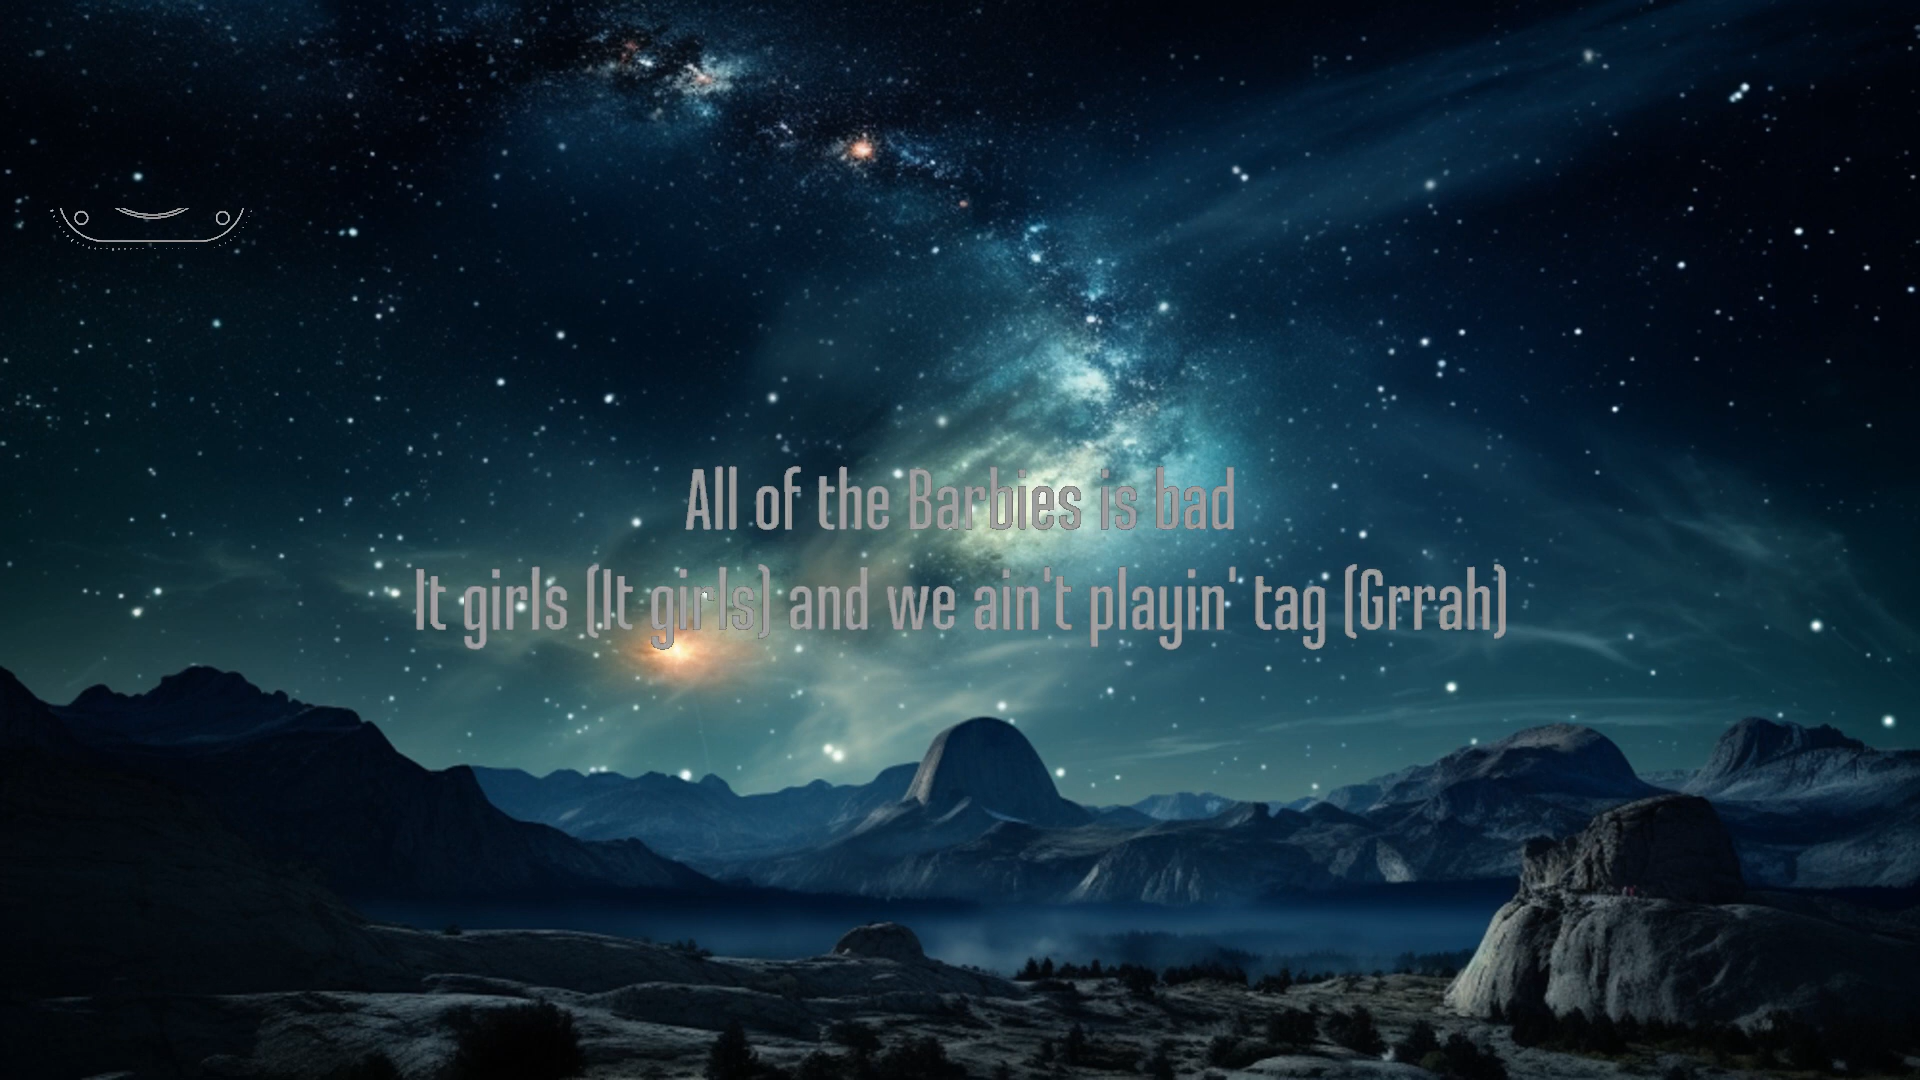 All of the Barbies is bad
It girls (It girls) and we ain't playin' tag (Grrah)